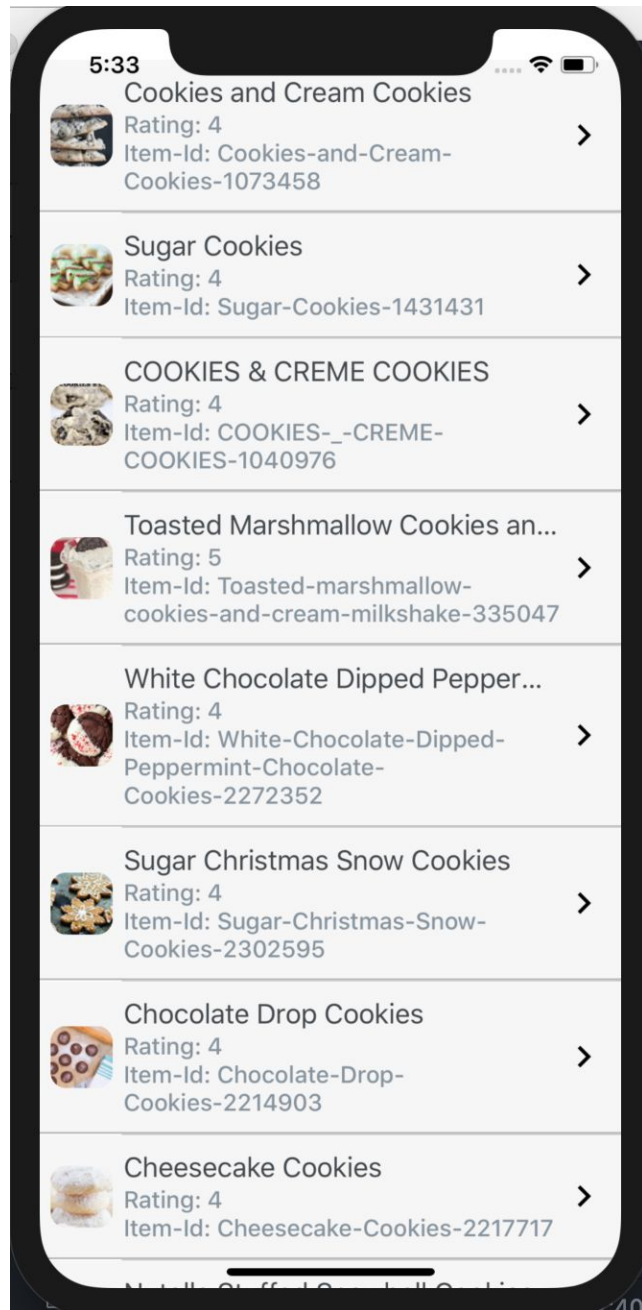 5:33
Cookies and Cream Cookies
Rating: 4
Item-Id: Cookies-and-Cream-
Cookies-1073458
Sugar Cookies
Rating: 4
Item-Id: Sugar-Cookies-1431431
COOKIES & CREME COOKIES
Rating: 4
Item-Id: COOKIES-_-CREME-
COOKIES-1040976
Toasted Marshmallow Cookies an...
Rating: 5
Item-Id: Toasted-marshmallow-
cookies-and-cream-milkshake-335047
White Chocolate Dipped Pepper...
Rating: 4
Item-Id: White-Chocolate-Dipped-
Peppermint-Chocolate-
Cookies-2272352
Sugar Christmas Snow Cookies
Rating: 4
Item-Id: Sugar-Christmas-Snow-
Cookies-2302595
Chocolate Drop Cookies
Rating: 4
Item-Id: Chocolate-Drop-
Cookies-2214903
Cheesecake Cookies
Rating: 4
Item-Id: Cheesecake-Cookies-2217717